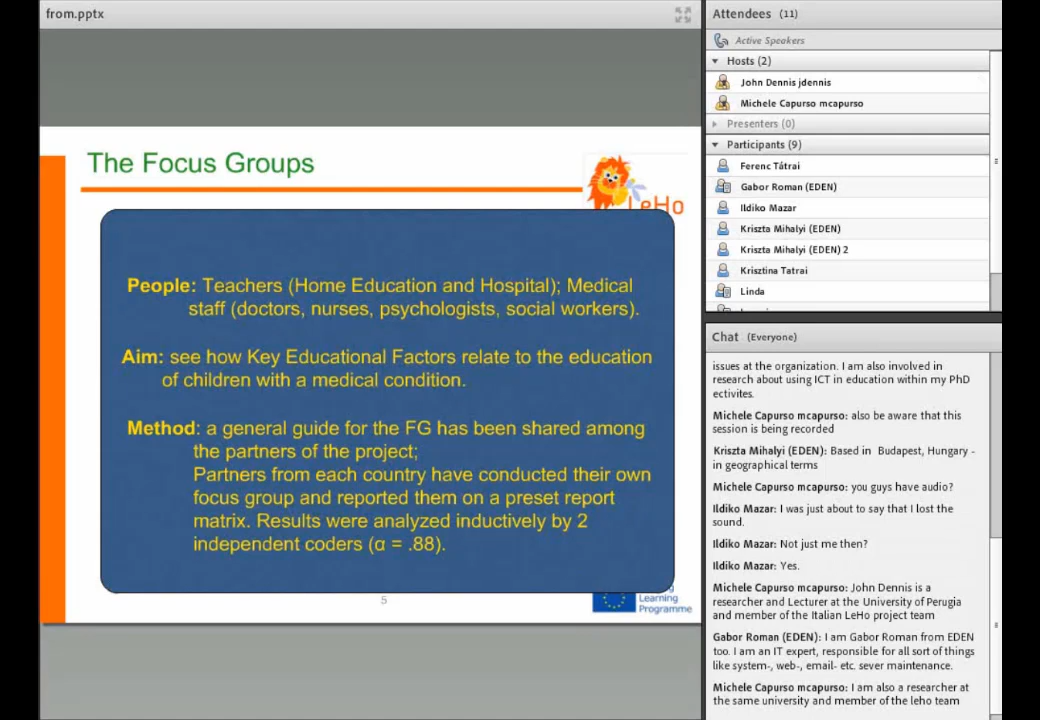 from.pptx
The Focus Groups
LeHo
People: Teachers (Home Education and Hospital); Medical
staff (doctors, nurses, psychologists, social workers).
Aim: see how Key Educational Factors relate to the education
of children with a medical condition.
Method: a general guide for the FG has been shared among
the partners of the project;
Partners from each country have conducted their own
focus group and reported them on a preset report
matrix. Results were analyzed inductively by 2
independent coders (α = .88).
5
Learning
Programme
Attendees (11)
Active Speakers
Hosts (2)
John Dennis jdennis
Michele Capurso mcapurso
Presenters (0)
Participants (9)
Ferenc Tátrai
Gabor Roman (EDEN)
Ildiko Mazar
Kriszta Mihalyi (EDEN)
Kriszta Mihalyi (EDEN) 2
Krisztina Tatrai
Linda
Chat (Everyone)
issues at the organization. I am also involved in
research about using ICT in education within my PhD
ectivites.
Michele Capurso mcapurso: also be aware that this
session is being recorded
Kriszta Mihalyi (EDEN): Based in Budapest, Hungary -
in geographical terms
Michele Capurso mcapurso: you guys have audio?
Ildiko Mazar: I was just about to say that I lost the
sound.
Ildiko Mazar: Not just me then?
Ildiko Mazar: Yes.
Michele Capurso mcapurso: John Dennis is a
researcher and Lecturer at the University of Perugia
and member of the Italian LeHo project team
Gabor Roman (EDEN): I am Gabor Roman from EDEN
too. I am an IT expert, responsible for all sort of things
like system-, web-, email- etc. sever maintenance.
Michele Capurso mcapurso: I am also a researcher at
the same university and member of the leho team